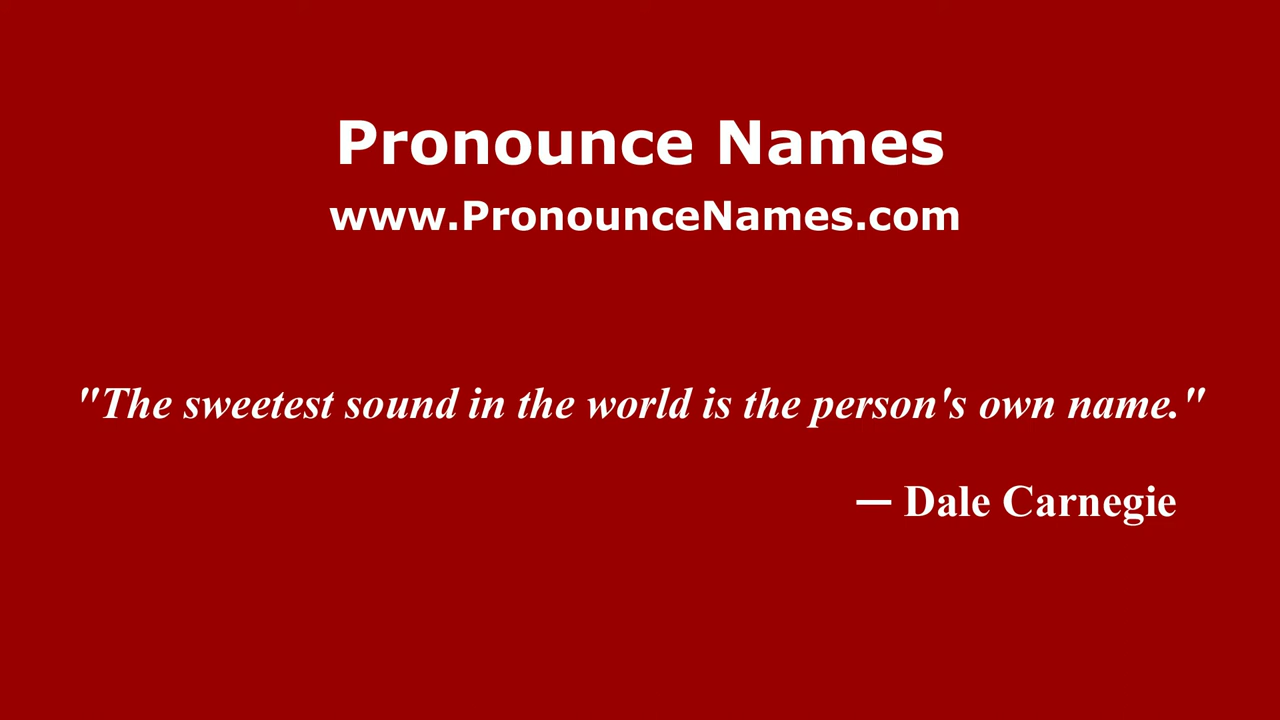 Pronounce Names
www.PronounceNames.com
"The sweetest sound in the world is the person's own name."
— Dale Carnegie